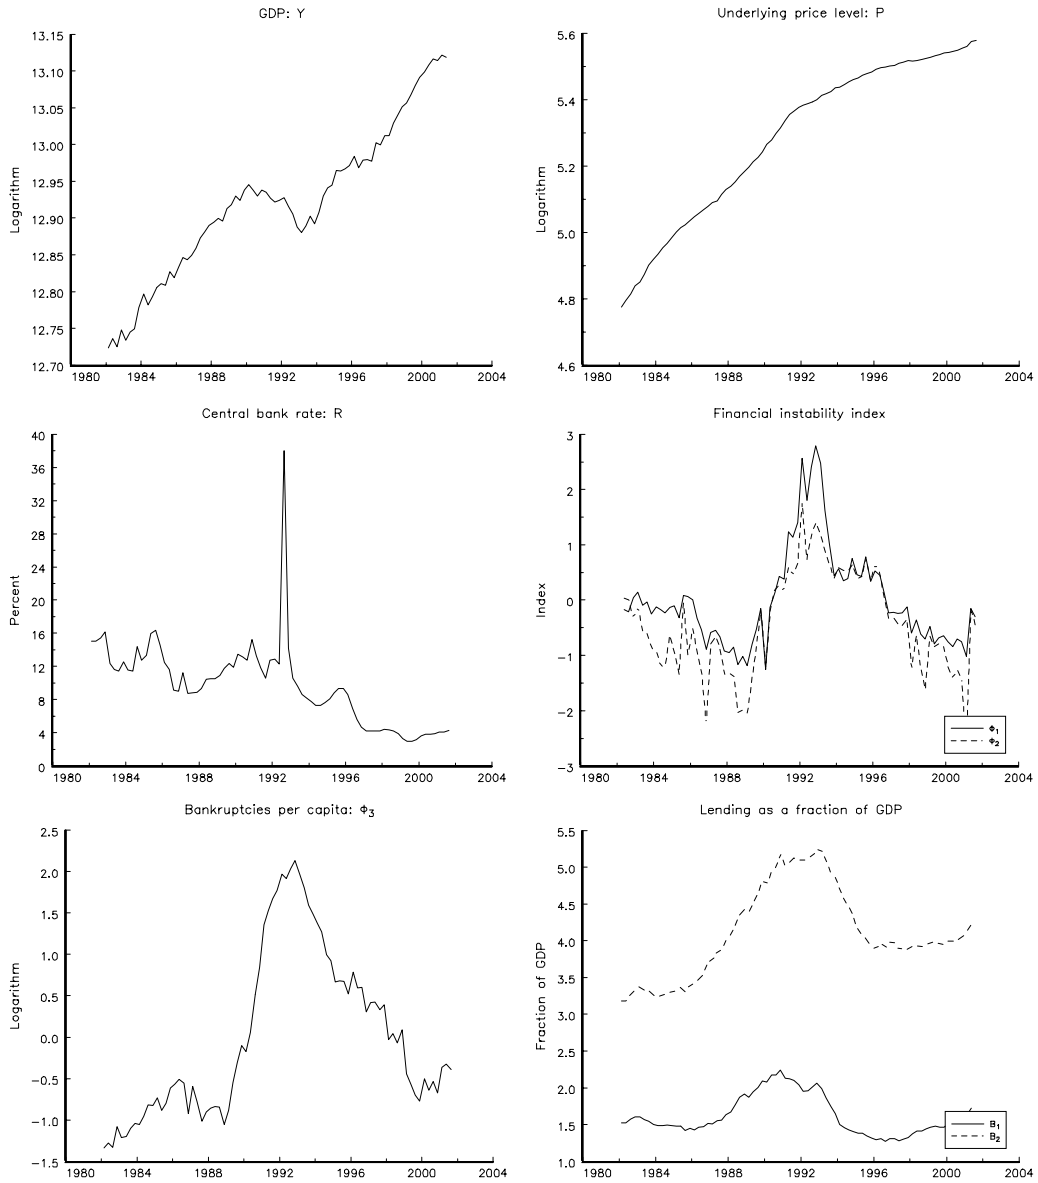 GDP: Y
13.15
13.10
13.05
13.00
12.95
12.90
12.85
12.80
12.75
12.70
Logarithm
1980 1984 1988 1992 1996 2000 2004
Underlying price level: P
5.6
5.4
5.2
5.0
4.8
4.6
Logarithm
1980 1984 1988 1992 1996 2000 2004
Central bank rate: R
40
36
32
28
24
20
16
12
8
4
0
Percent
1980 1984 1988 1992 1996 2000 2004
Financial instability index
3
2
1
0
−1
−2
−3
Index
Φ1
Φ2
1980 1984 1988 1992 1996 2000 2004
Bankruptcies per capita: Φ3
2.5
2.0
1.5
1.0
0.5
0.0
−0.5
−1.0
−1.5
Logarithm
1980 1984 1988 1992 1996 2000 2004
Lending as a fraction of GDP
5.5
5.0
4.5
4.0
3.5
3.0
2.5
2.0
1.5
1.0
Fraction of GDP
B1
B2
1980 1984 1988 1992 1996 2000 2004